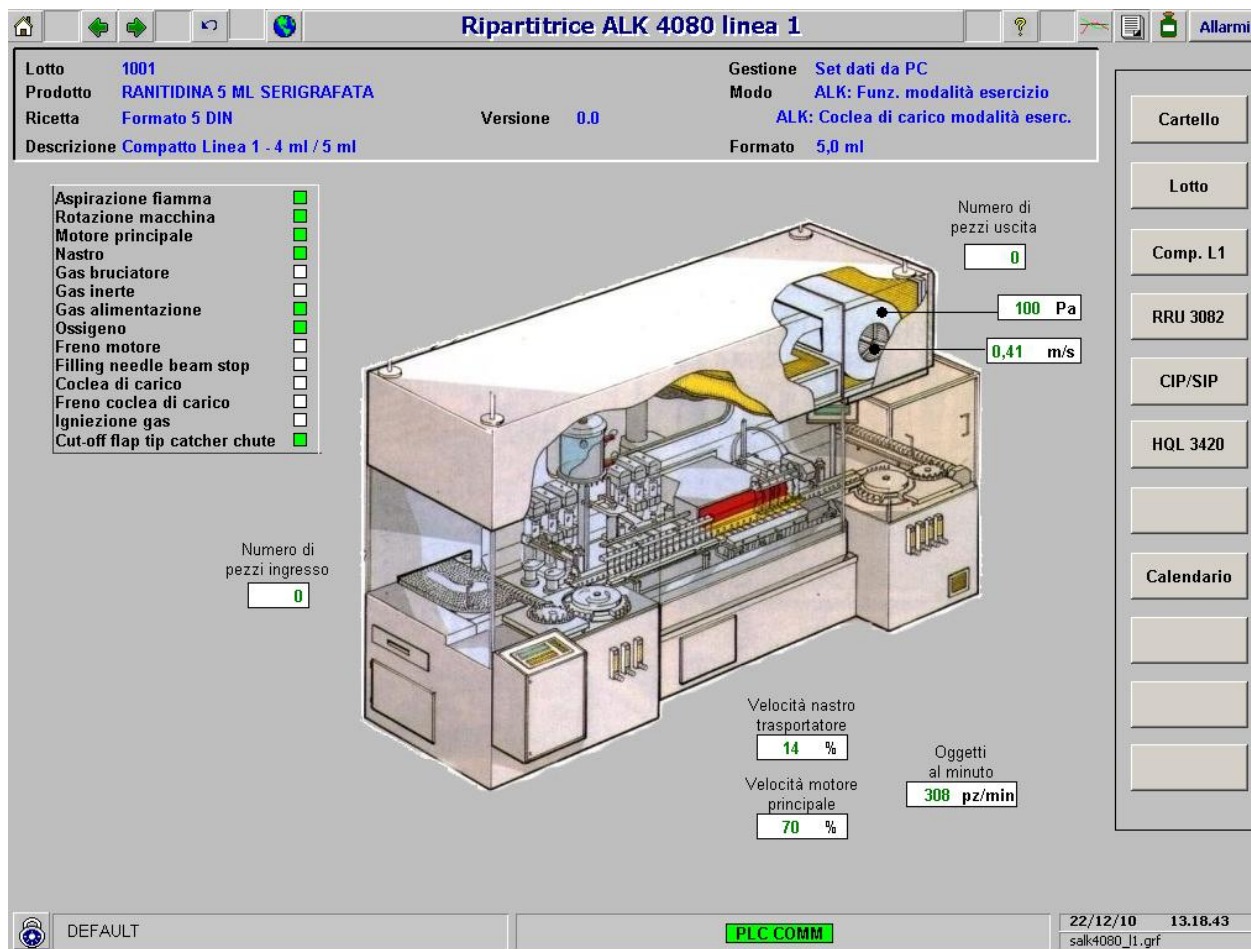 Ripartitrice ALK 4080 linea 1
Allarmi
Lotto 1001
Prodotto RANITIDINA 5 ML SERIGRAFATA
Ricetta Formato 5 DIN Versione 0.0
Descrizione Compatto Linea 1 - 4 ml / 5 ml
Gestione Set dati da PC
Modo ALK: Funz. modalità esercizio
ALK: Coclea di carico modalità eserc.
Formato 5,0 ml
Aspirazione fiamma
Rotazione macchina
Motore principale
Nastro
Gas bruciatore
Gas inerte
Gas alimentazione
Ossigeno
Freno motore
Filling needle beam stop
Coclea di carico
Freno coclea di carico
Igniezione gas
Cut-off flap tip catcher chute
Numero di
pezzi uscita
0
100 Pa
0,41 m/s
Numero di
pezzi ingresso
0
Velocità nastro
trasportatore
14 %
Velocità motore
principale
70 %
Oggetti
al minuto
308 pz/min
Cartello
Lotto
Comp. L1
RRU 3082
CIP/SIP
HQL 3420
Calendario
DEFAULT
PLC COMM
22/12/10 13.18.43
salk4080_l1.grf